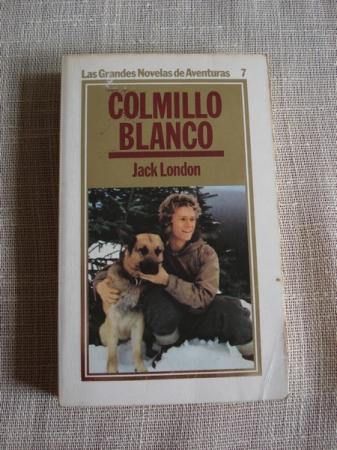 Las Grandes Novelas de Aventuras 7
COLMILLO
BLANCO
Jack London